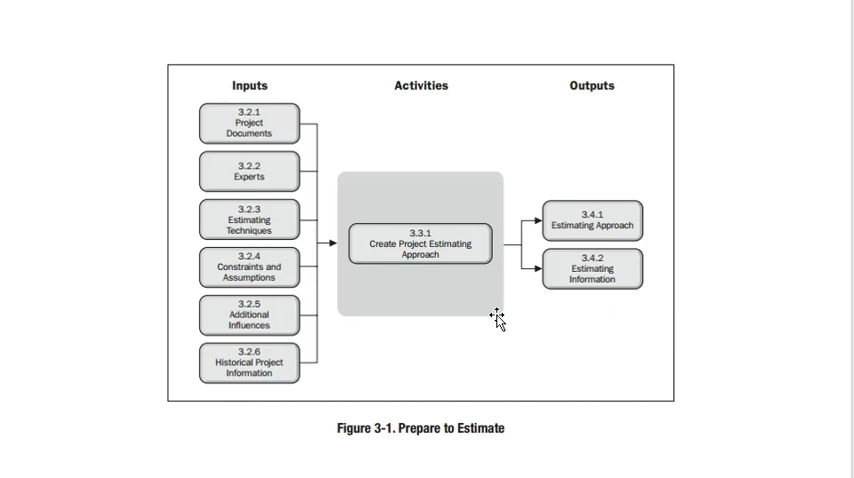 Inputs
Activities
Outputs
3.2.1
Project
Documents
3.2.2
Experts
3.2.3
Estimating
Techniques
3.2.4
Constraints and
Assumptions
3.2.5
Additional
Influences
3.2.6
Historical Project
Information
3.3.1
Create Project Estimating
Approach
3.4.1
Estimating Approach
3.4.2
Estimating
Information
Figure 3-1. Prepare to Estimate